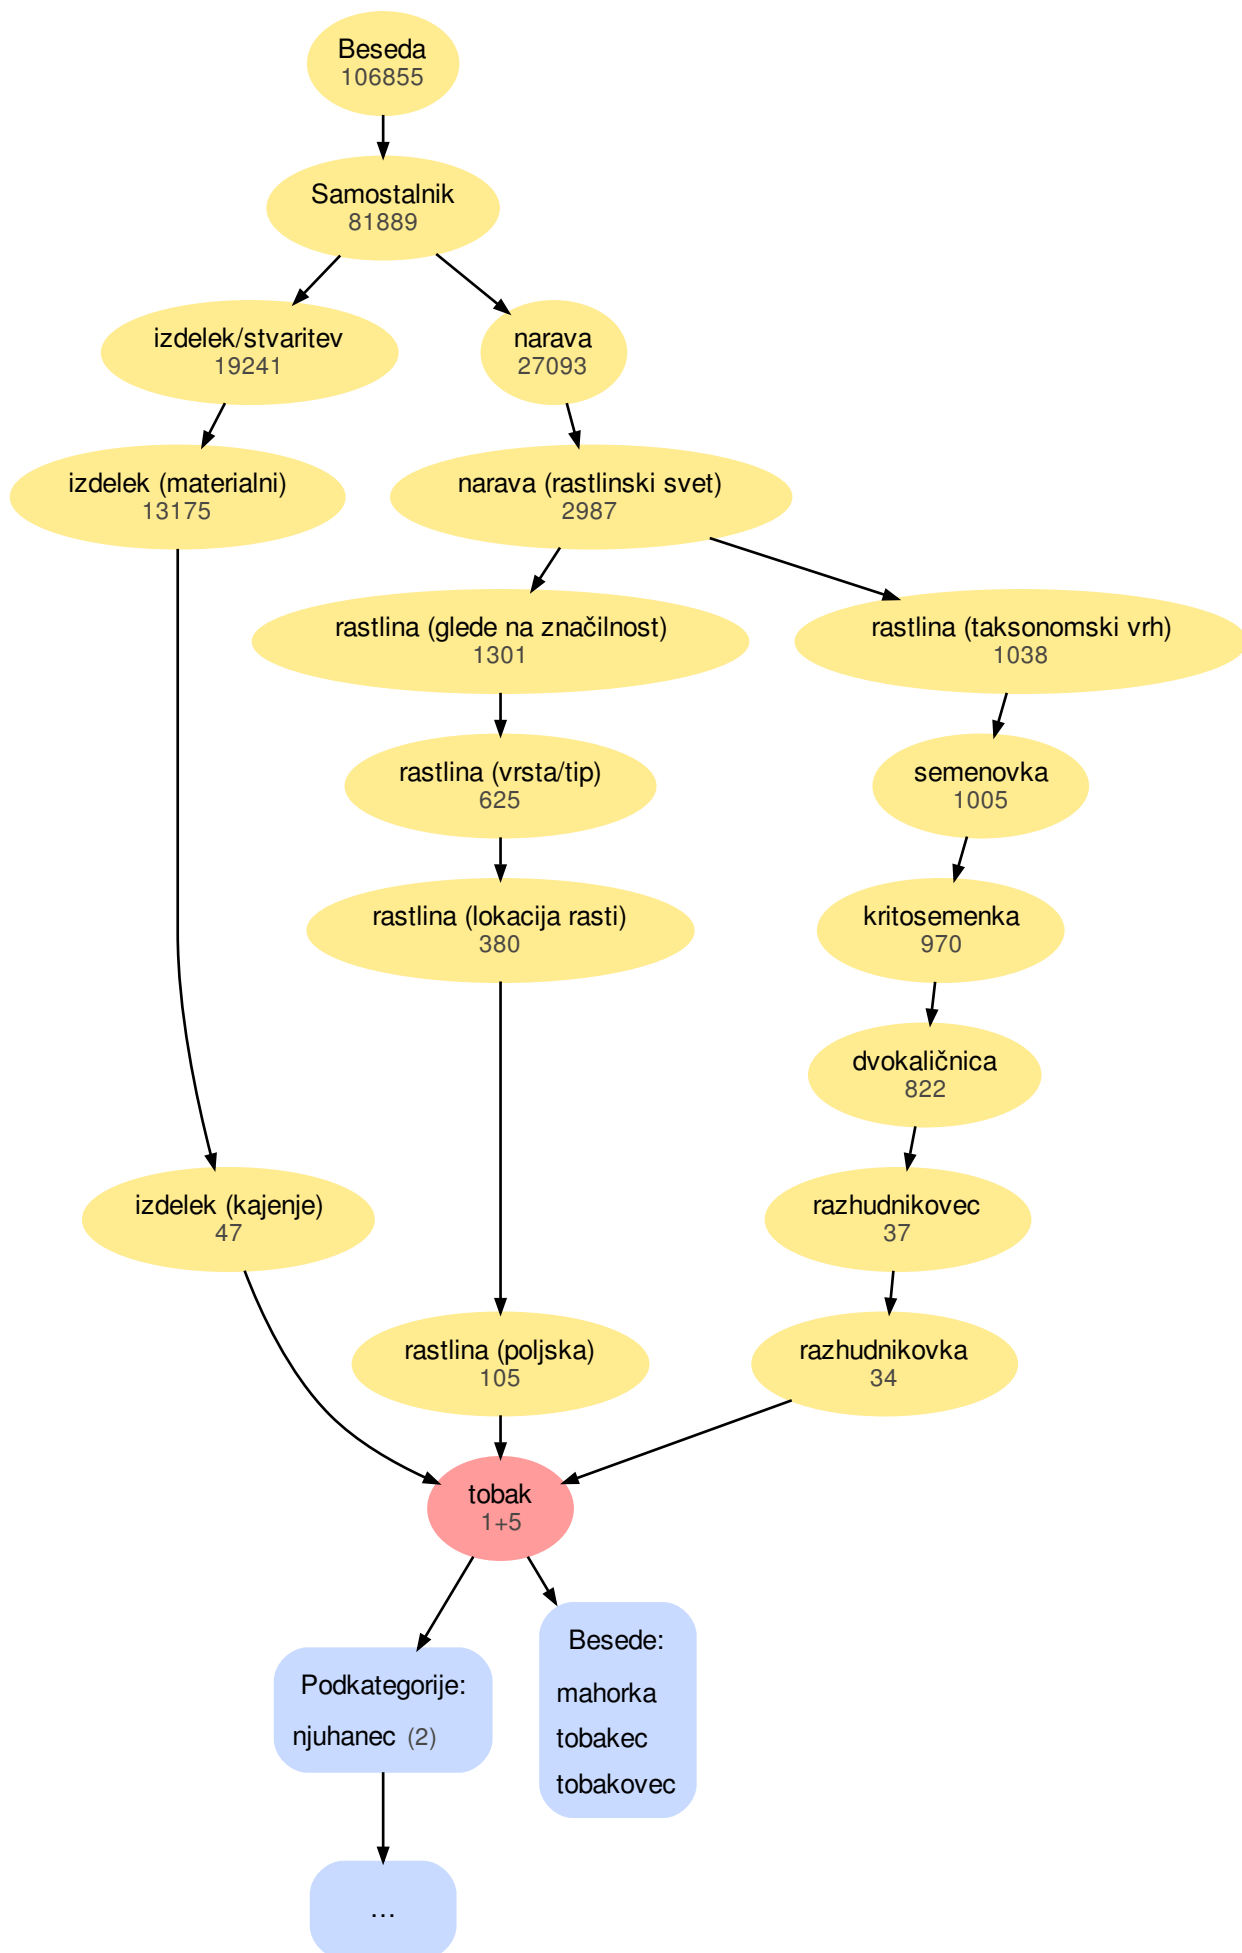 Beseda
106855
Samostalnik
81889
izdelek/stvaritev
19241
narava
27093
izdelek (materialni)
13175
narava (rastlinski svet)
2987
rastlina (glede na značilnost)
1301
rastlina (taksonomski vrh)
1038
rastlina (vrsta/tip)
625
semenovka
1005
rastlina (lokacija rasti)
380
kritosemenka
970
dvokaličnica
822
izdelek (kajenje)
47
razhudnikovec
37
rastlina (poljska)
105
razhudnikovka
34
tobak
1+5
Podkategorije:
njuhanec (2)
Besede:
mahorka
tobakec
tobakovec
…